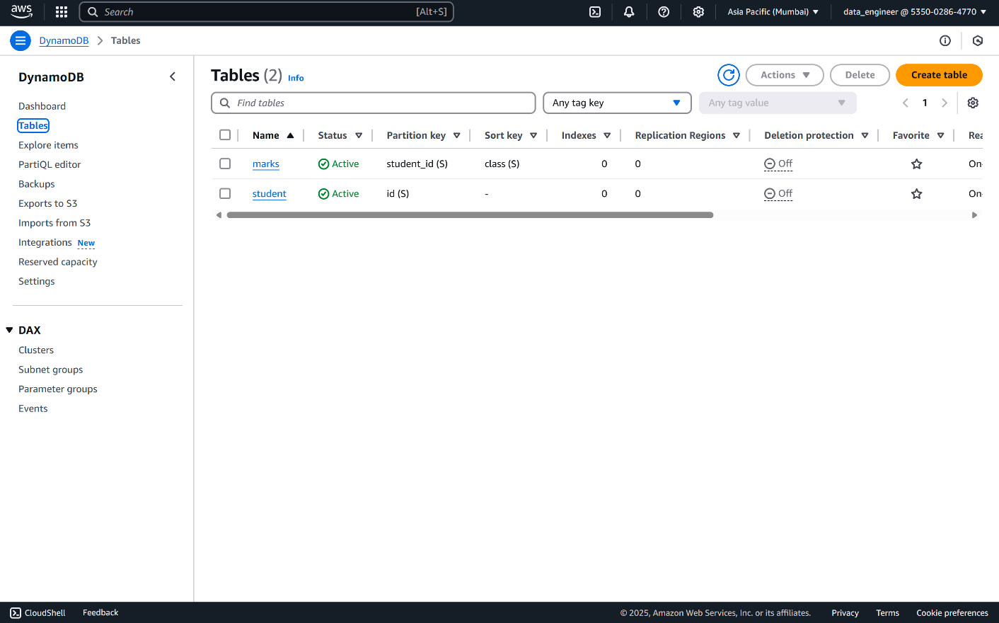 aws Search [Alt+S] Asia Pacific (Mumbai) data_engineer @ 5350-0286-4770
DynamoDB Tables
DynamoDB
Dashboard
Tables
Explore items
PartiQL editor
Backups
Exports to S3
Imports from S3
Integrations New
Reserved capacity
Settings
DAX
Clusters
Subnet groups
Parameter groups
Events
Tables (2) Info Actions Delete Create table
Find tables Any tag key Any tag value 1
Name Status Partition key Sort key Indexes Replication Regions Deletion protection Favorite Rea
marks Active student_id (S) class (S) 0 0 Off On-
student Active id (S) - 0 0 Off On-
CloudShell Feedback © 2025, Amazon Web Services, Inc. or its affiliates. Privacy Terms Cookie preferences